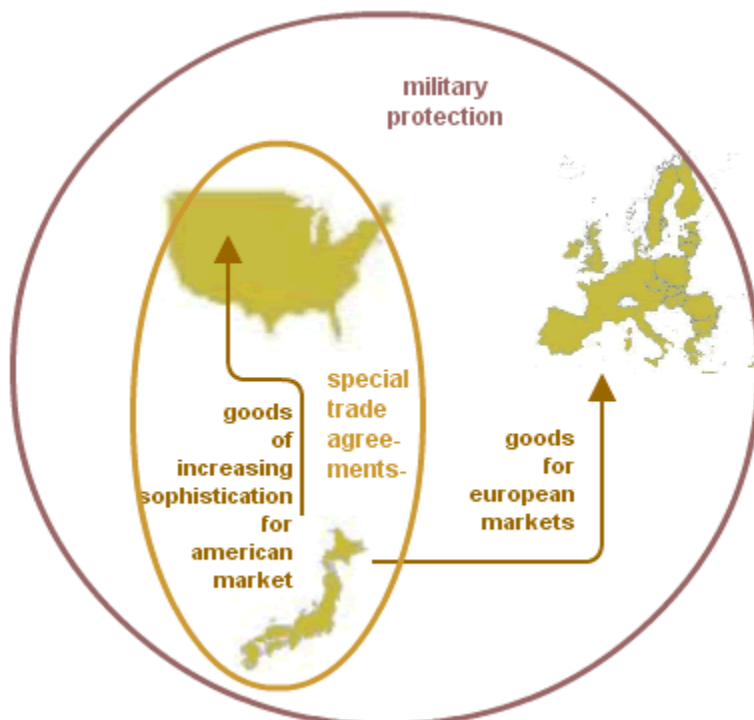 military
protection
special
trade
agree-
ments-
goods
of
increasing
sophistication
for
american
market
goods
for
european
markets